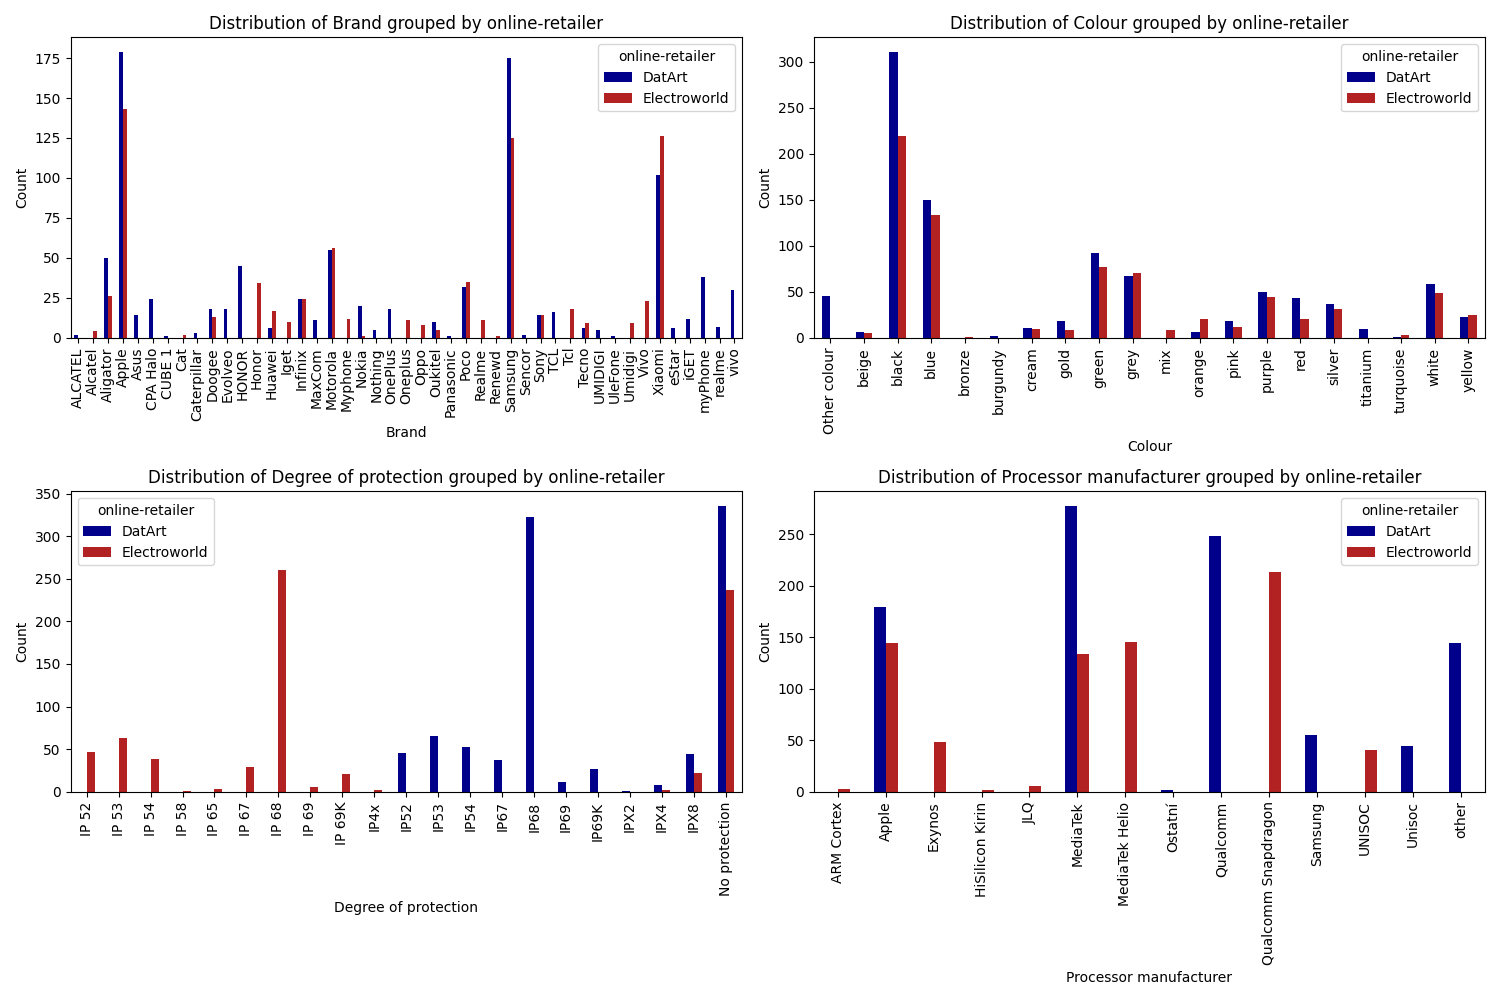 Distribution of Brand grouped by online-retailer
Count
175
150
125
100
75
50
25
0
online-retailer
DatArt
Electroworld
ALCATEL
Alcatel
Aligator
Apple
Asus
CPA Halo
CUBE 1
Cat
Caterpillar
Doogee
Evolveo
HONOR
Honor
Huawei
Iget
Infinix
MaxCom
Motorola
Myphone
Nokia
Nothing
OnePlus
Oneplus
Oppo
Oukitel
Panasonic
Poco
Realme
Renewd
Samsung
Sencor
Sony
TCL
Tcl
Tecno
UMIDIGI
UleFone
Umidigi
Vivo
Xiaomi
eStar
iGET
myPhone
realme
vivo
Brand
Distribution of Colour grouped by online-retailer
Count
300
250
200
150
100
50
0
online-retailer
DatArt
Electroworld
Other colour
beige
black
blue
bronze
burgundy
cream
gold
green
grey
mix
orange
pink
purple
red
silver
titanium
turquoise
white
yellow
Colour
Distribution of Degree of protection grouped by online-retailer
Count
350
300
250
200
150
100
50
0
online-retailer
DatArt
Electroworld
IP 52
IP 53
IP 54
IP 58
IP 65
IP 67
IP 68
IP 69
IP 69K
IP4x
IP52
IP53
IP54
IP67
IP68
IP69
IP69K
IPX2
IPX4
IPX8
No protection
Degree of protection
Distribution of Processor manufacturer grouped by online-retailer
Count
250
200
150
100
50
0
online-retailer
DatArt
Electroworld
ARM Cortex
Apple
Exynos
HiSilicon Kirin
JLQ
MediaTek
MediaTek Helio
Ostatní
Qualcomm
Qualcomm Snapdragon
Samsung
UNISOC
Unisoc
other
Processor manufacturer